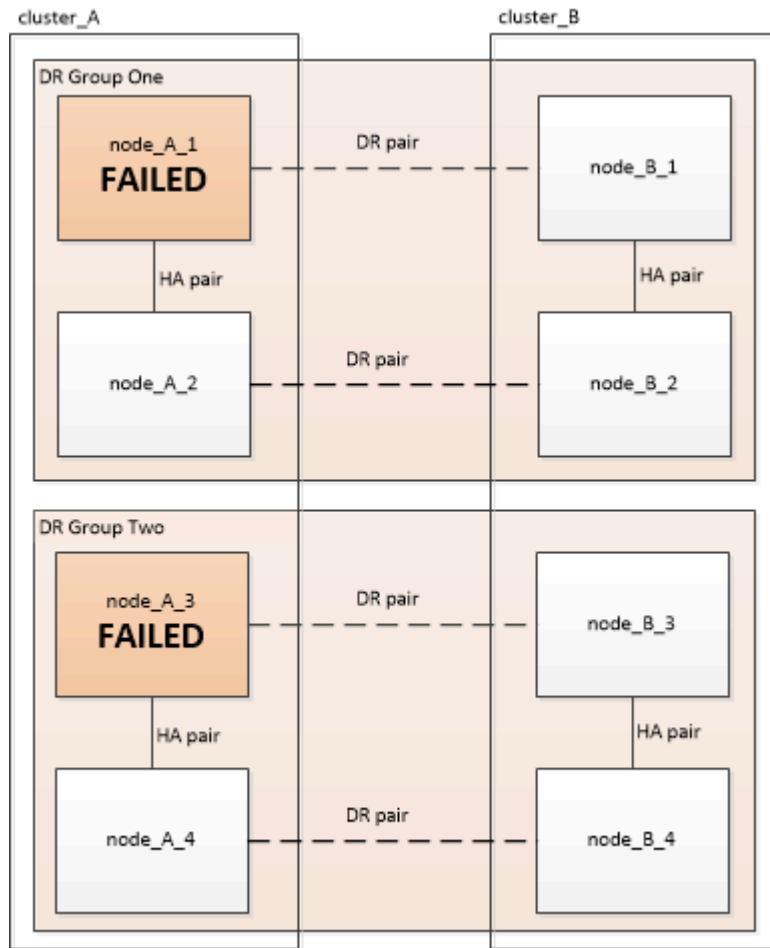 cluster_A
cluster_B
DR Group One
node_A_1
FAILED
DR pair
node_B_1
HA pair
HA pair
node_A_2
DR pair
node_B_2
DR Group Two
node_A_3
FAILED
DR pair
node_B_3
HA pair
HA pair
node_A_4
DR pair
node_B_4